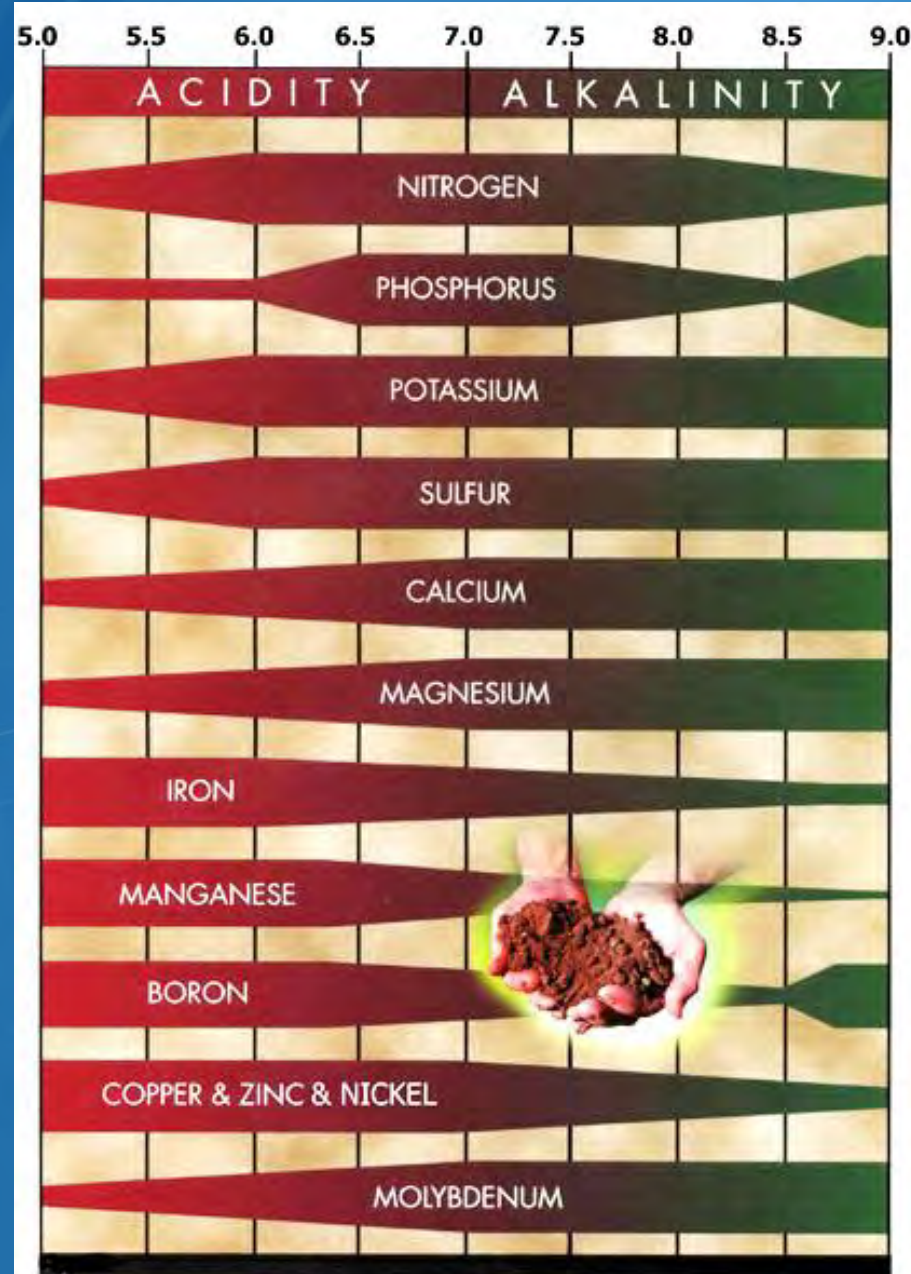 5.0 5.5 6.0 6.5 7.0 7.5 8.0 8.5 9.0
ACIDITY ALKALINITY
NITROGEN
PHOSPHORUS
POTASSIUM
SULFUR
CALCIUM
MAGNESIUM
IRON
MANGANESE
BORON
COPPER & ZINC & NICKEL
MOLYBDENUM